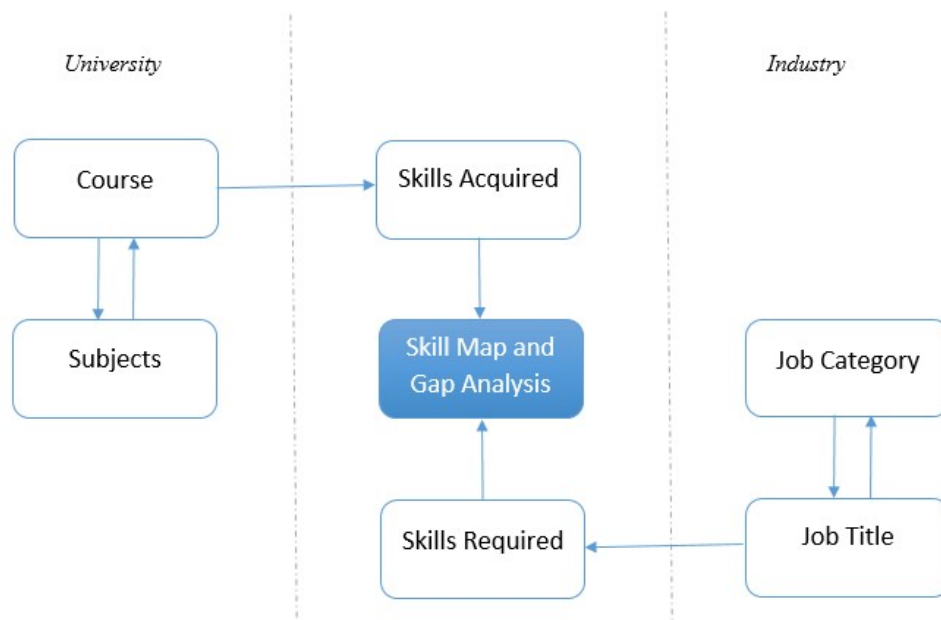 University
Industry
Course
Skills Acquired
Subjects
Skill Map and
Gap Analysis
Job Category
Skills Required
Job Title